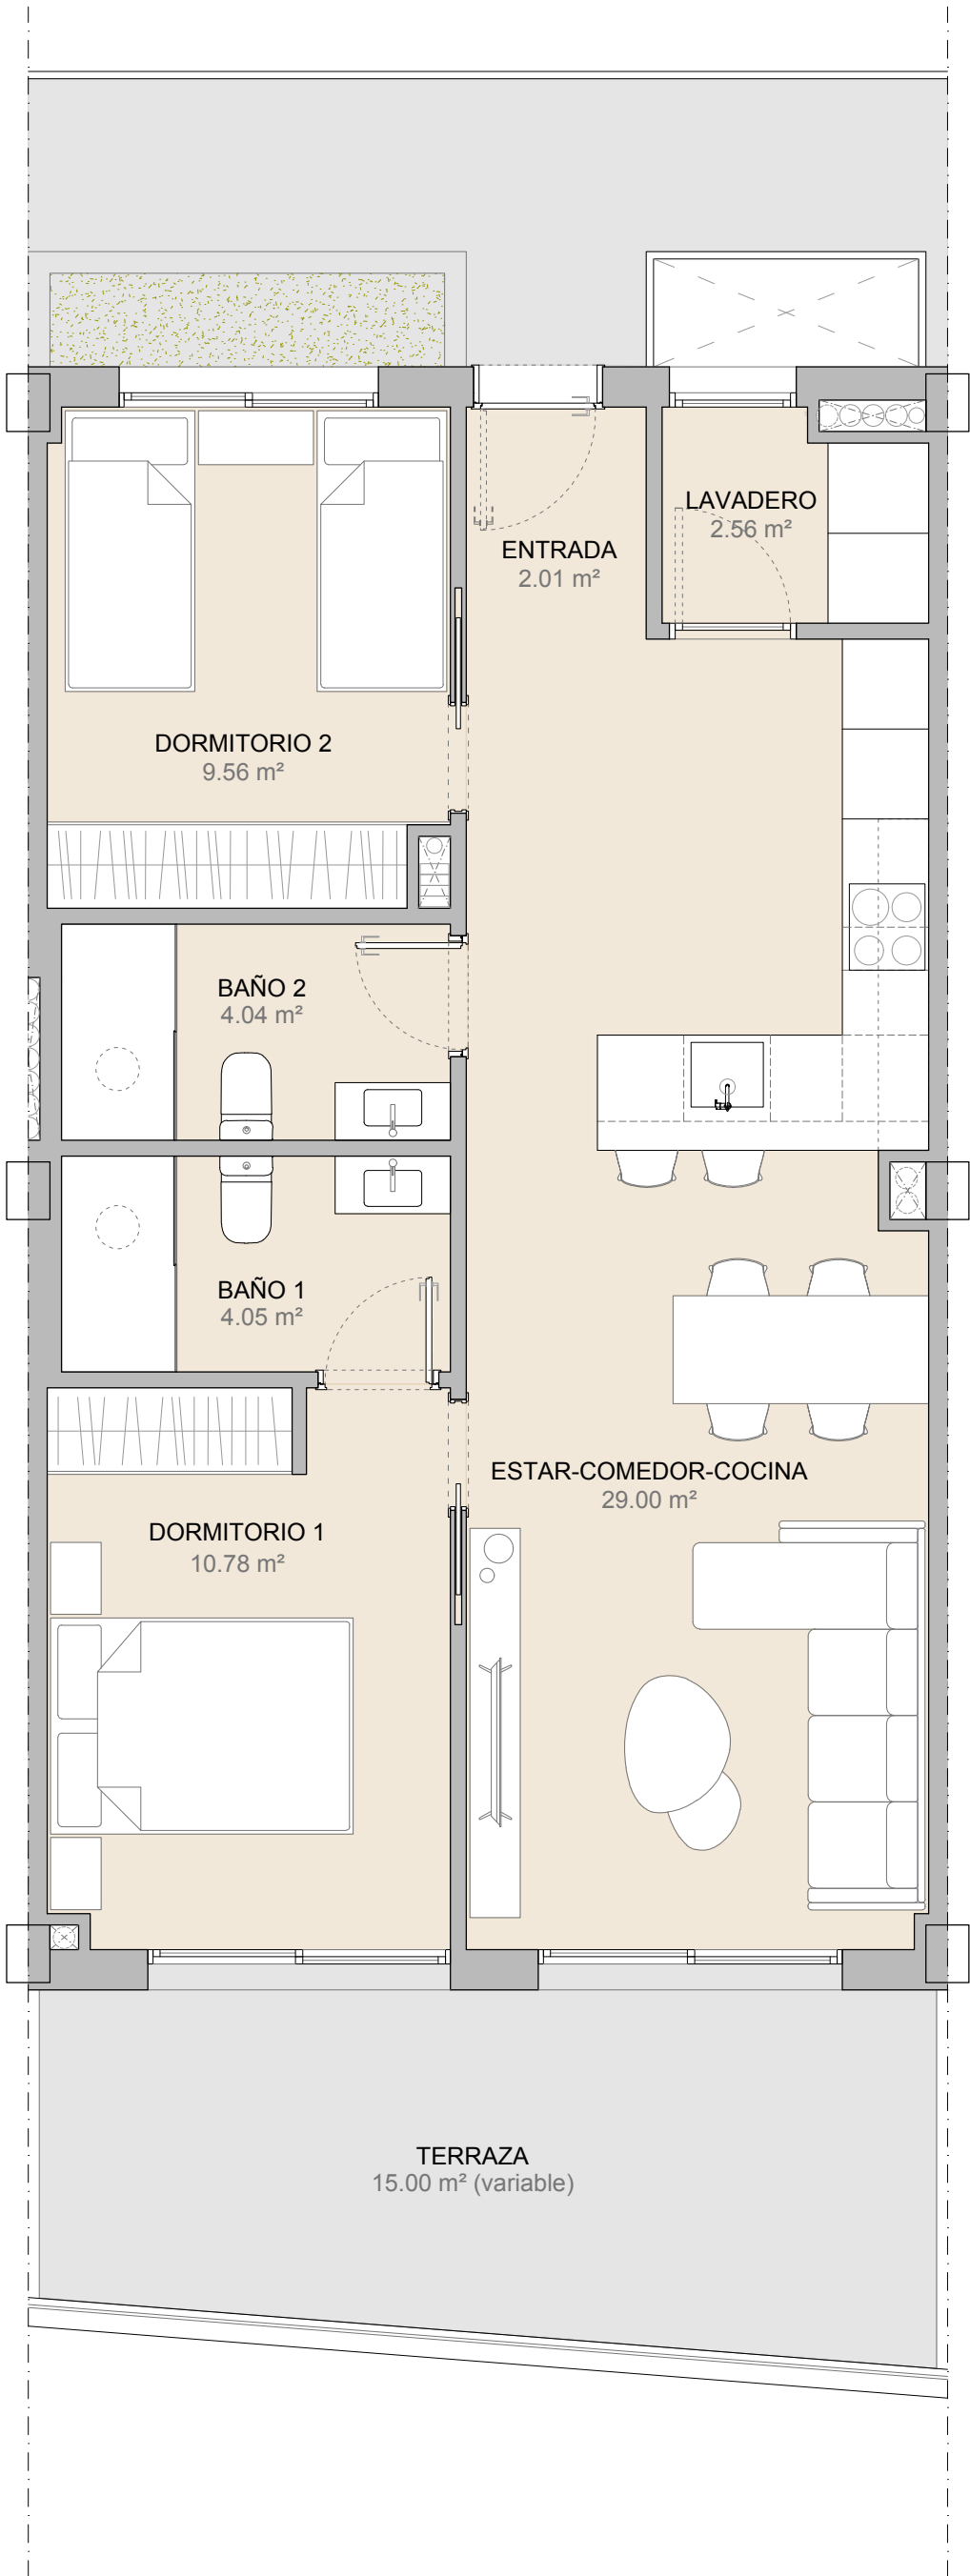 LAVADERO
2.56 m²
ENTRADA
2.01 m²
DORMITORIO 2
9.56 m²
BAÑO 2
4.04 m²
BAÑO 1
4.05 m²
ESTAR-COMEDOR-COCINA
29.00 m²
DORMITORIO 1
10.78 m²
TERRAZA
15.00 m² (variable)